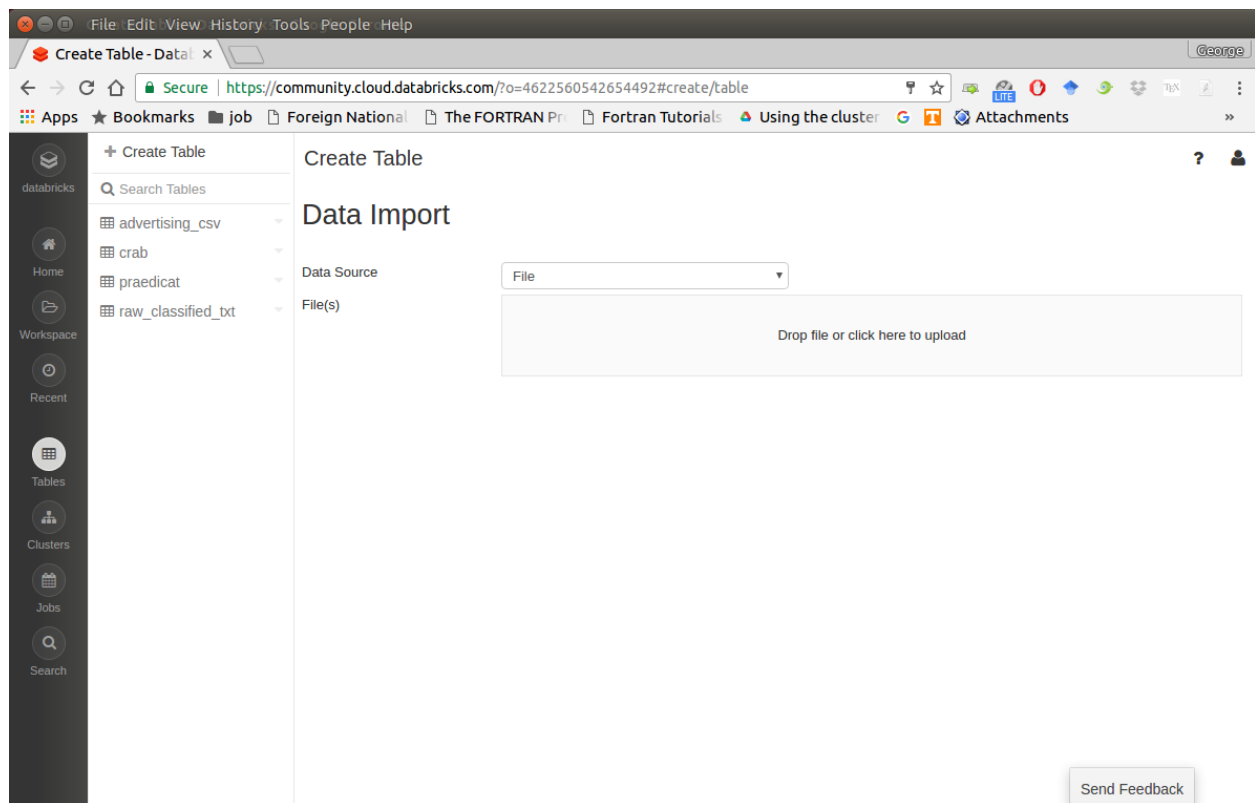 File Edit View History Tools People Help
Create Table - Datab
George
Secure https://community.cloud.databricks.com/?o=4622560542654492#create/table
LITE
Apps Bookmarks job Foreign National The FORTRAN Pr Fortran Tutorials Using the cluster G T Attachments »
databricks
Home
Workspace
Recent
Tables
Clusters
Jobs
Search
+ Create Table
Search Tables
advertising_csv
crab
praedicat
raw_classified_txt
Create Table
?
Data Import
Data Source
File
File(s)
Drop file or click here to upload
Send Feedback